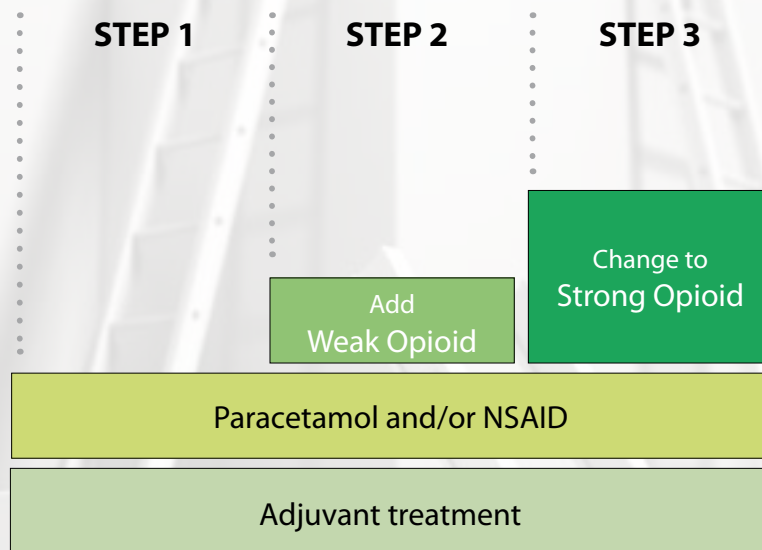 STEP 1
STEP 2
STEP 3
Change to
Strong Opioid
Add
Weak Opioid
Paracetamol and/or NSAID
Adjuvant treatment